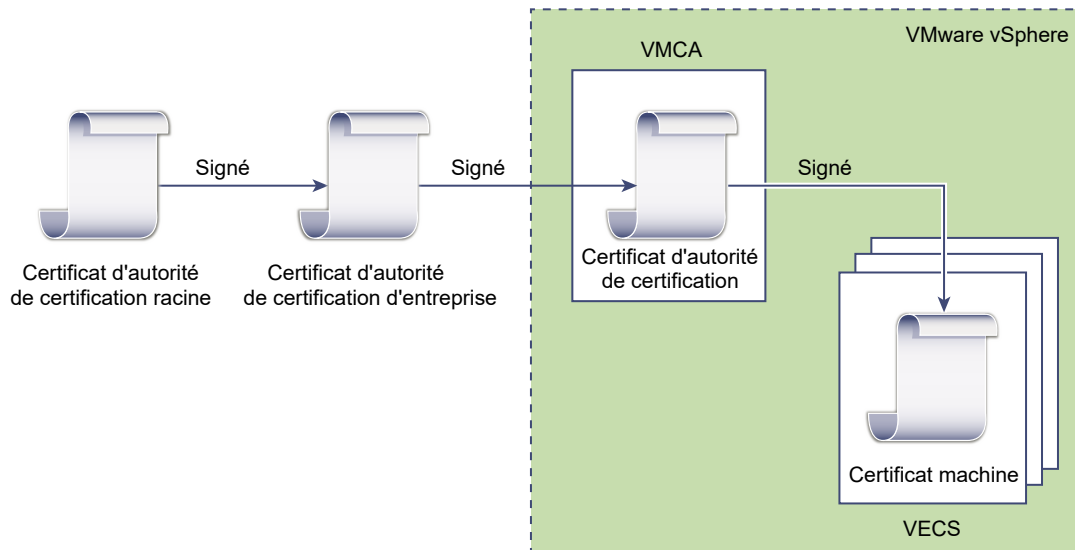 VMware vSphere
VMCA
Signé
Signé
Signé
Certificat d'autorité
de certification racine
Certificat d'autorité
de certification d'entreprise
Certificat d'autorité
de certification
Certificat machine
VECS